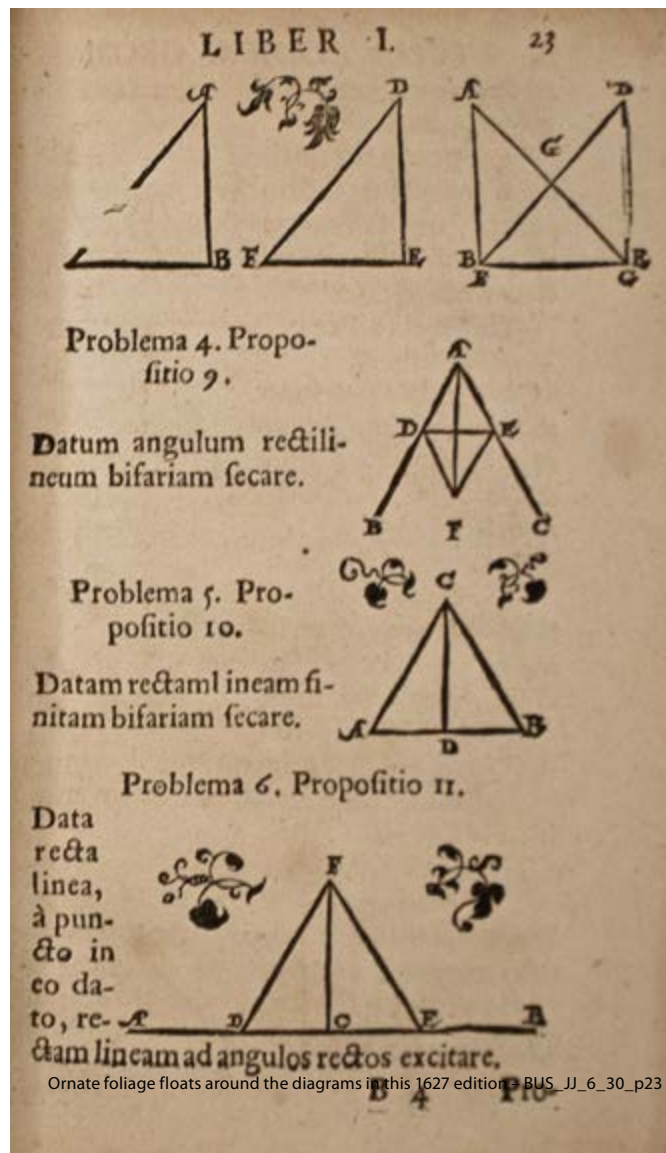 LIBER I. 23
A D A D
G
B F E B E
E G
Problema 4. Propo-
ſitio 9.
Datum angulum rectili-
neum bifariam ſecare.
A
D E
B F C
Problema 5. Pro-
poſitio 10.
Datam rectaml ineam fi-
nitam bifariam ſecare.
C
A B
D
Problema 6. Propoſitio 11.
Data
recta
linea,
à pun-
cto in
eo da-
to, re-
F
A D C E B
ctam lineam ad angulos rectos excitare.
Ornate foliage floats around the diagrams in this 1627 edition - BUS_JJ_6_30_p23
B 4 Pro-